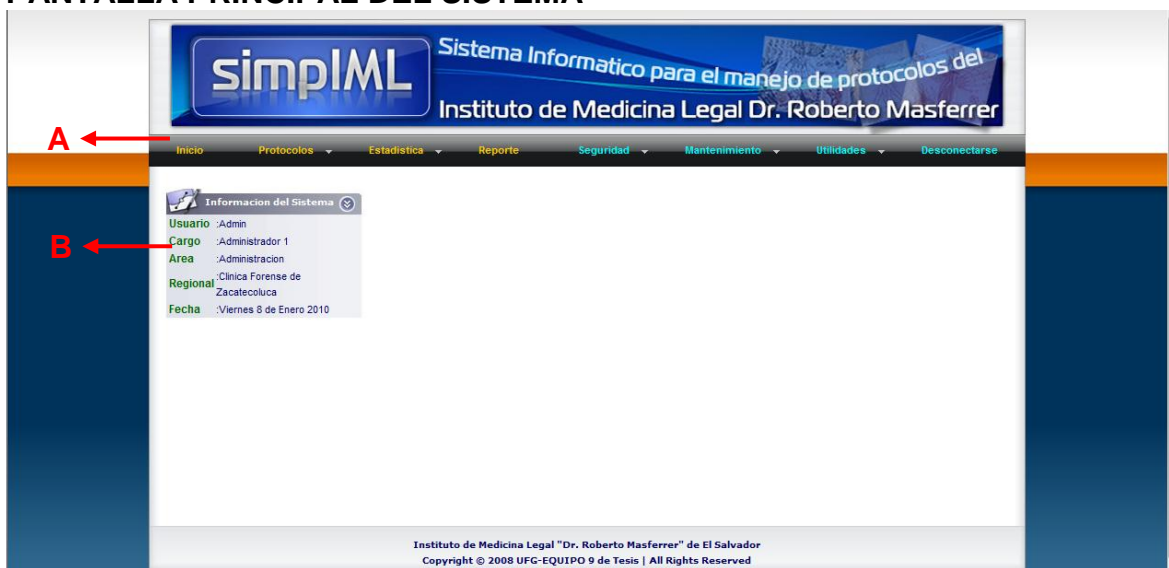 PANTALLA PRINCIPAL DEL SISTEMA
simpIML
Sistema Informatico para el manejo de protocolos del
Instituto de Medicina Legal Dr. Roberto Masferrer
A
Inicio Protocolos Estadistica Reporte Seguridad Mantenimiento Utilidades Desconectarse
Informacion del Sistema
Usuario :Admin
B
Cargo :Administrador 1
Area :Administracion
Regional :Clinica Forense de
Zacatecoluca
Fecha :Viernes 8 de Enero 2010
Instituto de Medicina Legal "Dr. Roberto Masferrer" de El Salvador
Copyright © 2008 UFG-EQUIPO 9 de Tesis | All Rights Reserved